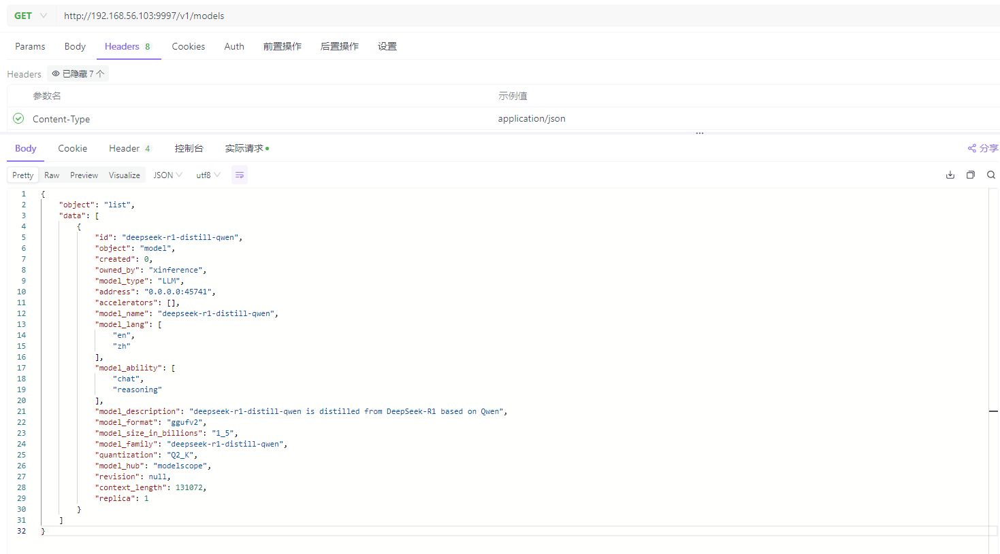 GET http://192.168.56.103:9997/v1/models
Params Body Headers 8 Cookies Auth 前置操作 后置操作 设置
Headers 已隐藏 7 个
参数名 示例值
Content-Type application/json
Body Cookie Header 4 控制台 实际请求 分享
Pretty Raw Preview Visualize JSON utf8
1 {
2 "object": "list",
3 "data": [
4 {
5 "id": "deepseek-r1-distill-qwen",
6 "object": "model",
7 "created": 0,
8 "owned_by": "xinference",
9 "model_type": "LLM",
10 "address": "0.0.0.0:45741",
11 "accelerators": [],
12 "model_name": "deepseek-r1-distill-qwen",
13 "model_lang": [
14 "en",
15 "zh"
16 ],
17 "model_ability": [
18 "chat",
19 "reasoning"
20 ],
21 "model_description": "deepseek-r1-distill-qwen is distilled from DeepSeek-R1 based on Qwen",
22 "model_format": "ggufv2",
23 "model_size_in_billions": "1_5",
24 "model_family": "deepseek-r1-distill-qwen",
25 "quantization": "Q2_K",
26 "model_hub": "modelscope",
27 "revision": null,
28 "context_length": 131072,
29 "replica": 1
30 }
31 ]
32 }